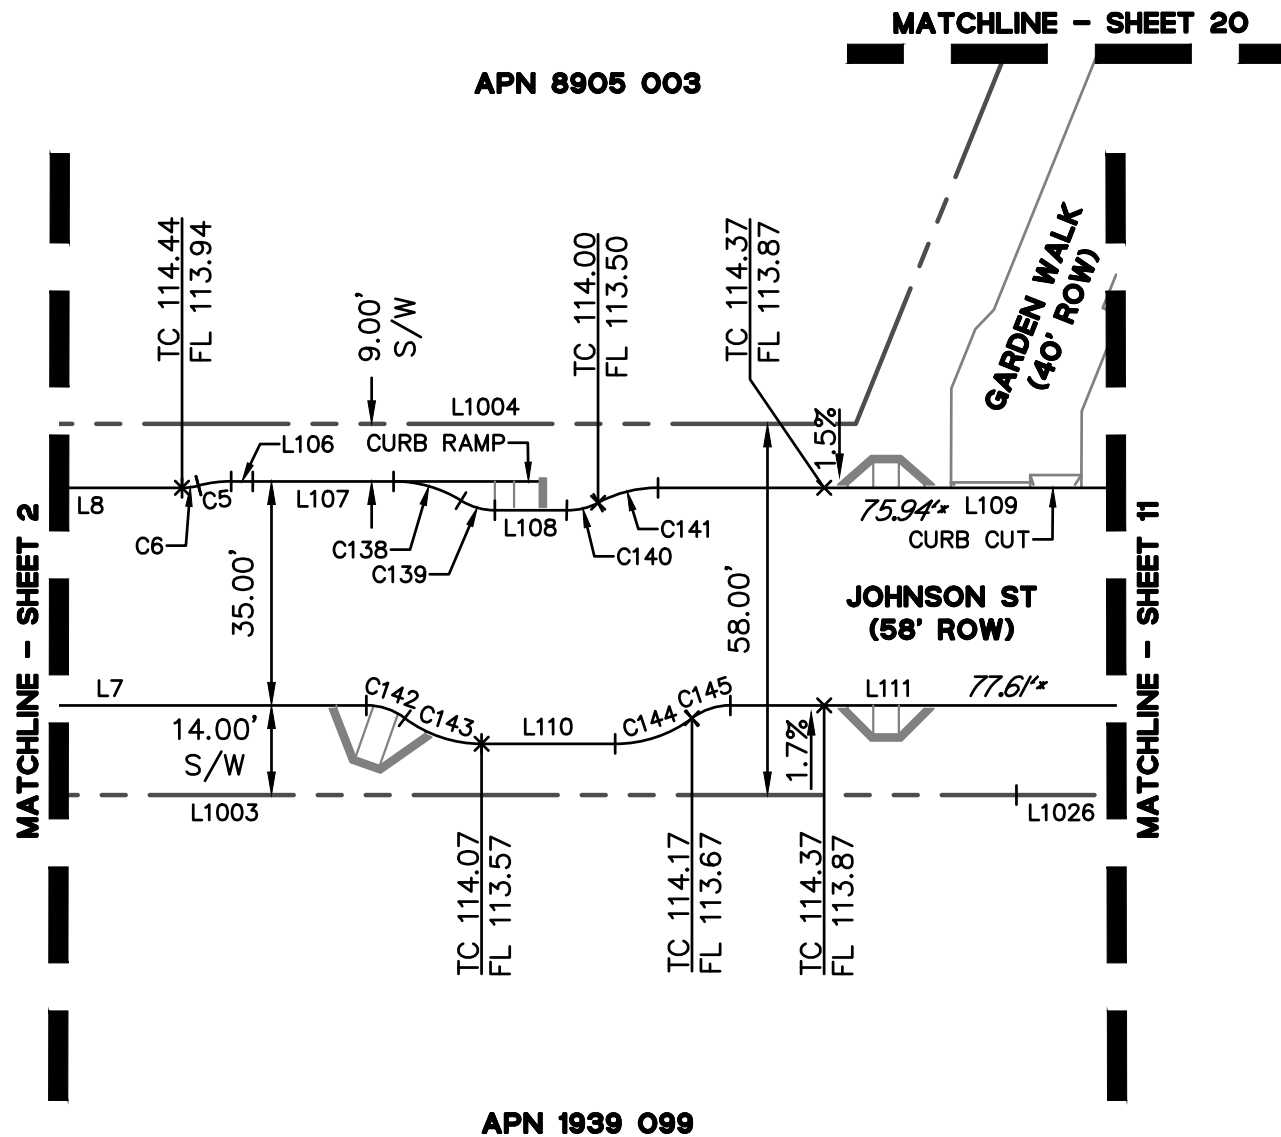 MATCHLINE - SHEET 20
APN 8905 003
TC 114.44
FL 113.94
9.00'
S/W
TC 114.00
FL 113.50
TC 114.37
FL 113.87
GARDEN WALK
(40' ROW)
L1004
1.5%
L106
CURB RAMP
L8
C5
L107
L108
C6
C138
C139
C140
C141
75.94'*
L109
CURB CUT
MATCHLINE - SHEET 2
35.00'
58.00'
JOHNSON ST
(58' ROW)
MATCHLINE - SHEET 11
L7
C142
C143
L110
C144
C145
L111
77.61'*
14.00'
S/W
1.7%
L1003
L1026
TC 114.07
FL 113.57
TC 114.17
FL 113.67
TC 114.37
FL 113.87
APN 1939 099